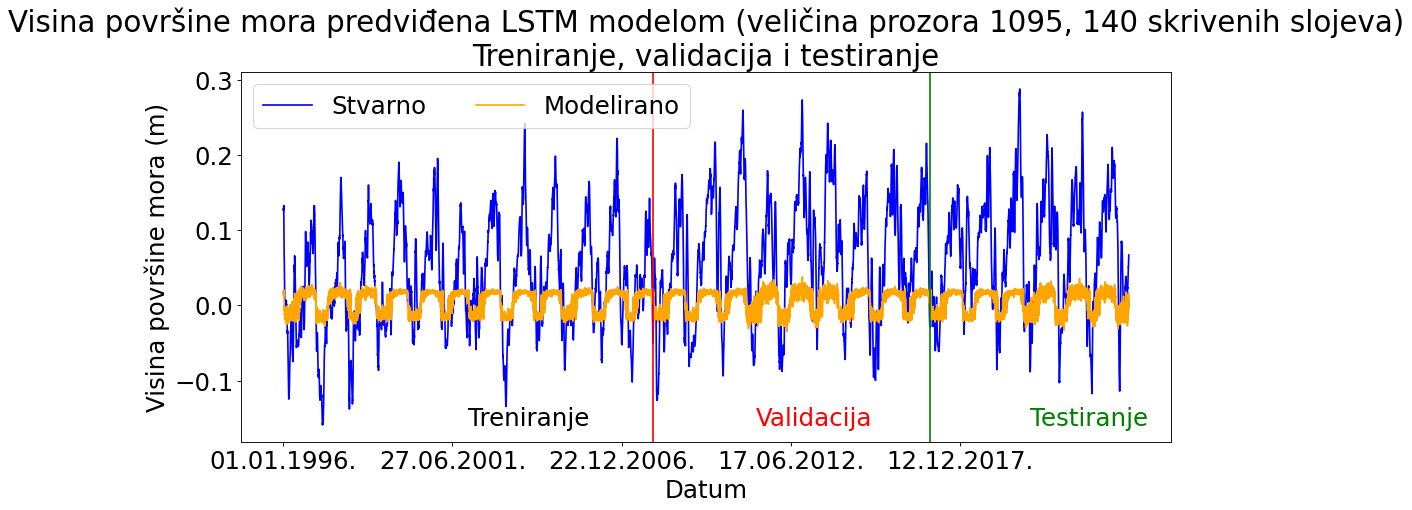 Visina površine mora predviđena LSTM modelom (veličina prozora 1095, 140 skrivenih slojeva)
Treniranje, validacija i testiranje
Stvarno
Modelirano
Visina površine mora (m)
0.3
0.2
0.1
0.0
−0.1
Treniranje
Validacija
Testiranje
01.01.1996.
27.06.2001.
22.12.2006.
17.06.2012.
12.12.2017.
Datum